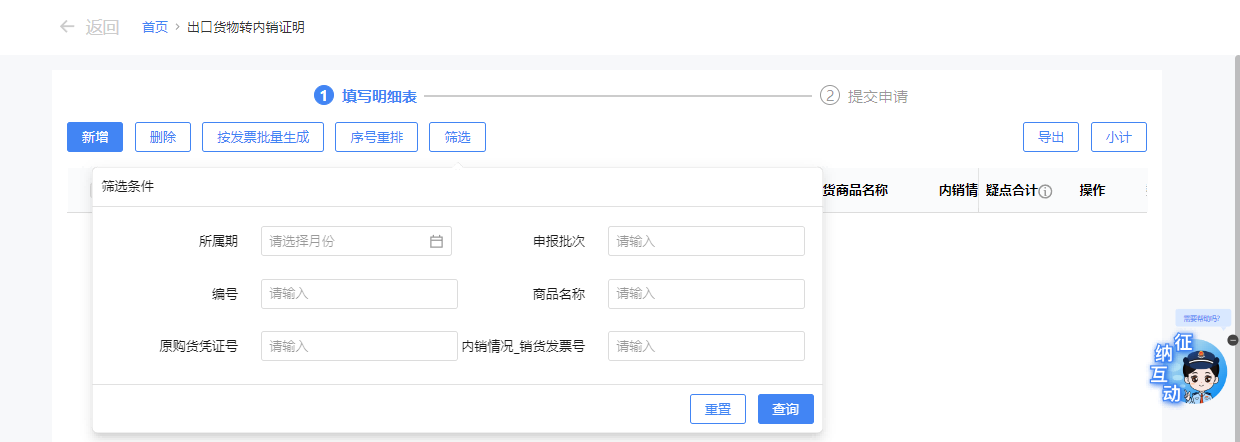 返回 首页 > 出口货物转内销证明
1 填写明细表 2 提交申请
新增 删除 按发票批量生成 序号重排 筛选 导出 小计
筛选条件
货商品名称 内销情 疑点合计 操作
所属期 请选择月份 申报批次 请输入
编号 请输入 商品名称 请输入
原购货凭证号 请输入 内销情况_销货发票号 请输入
需要帮助吗?
征纳互动
重置 查询